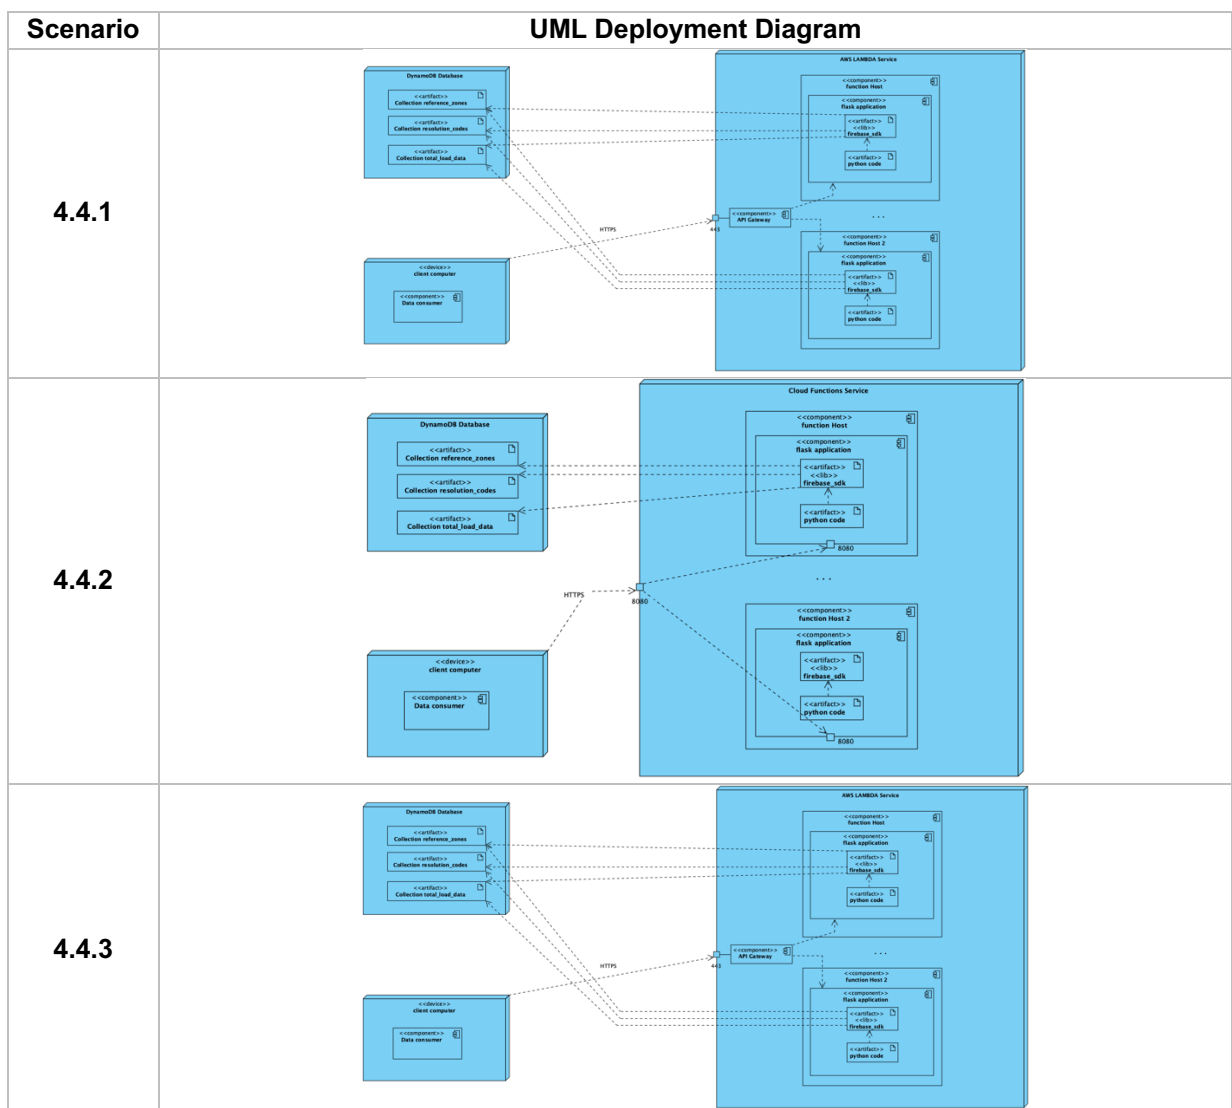 Scenario
UML Deployment Diagram
4.4.1
DynamoDB Database
<<artifact>>
Collection reference_zones
<<artifact>>
Collection resolution_codes
<<artifact>>
Collection total_load_data
<<device>>
client computer
<<component>>
Data consumer
HTTPS
443
AWS LAMBDA Service
<<component>>
function Host
<<component>>
flask application
<<artifact>>
<<lib>>
firebase_sdk
<<artifact>>
python code
<<component>>
API Gateway
...
<<component>>
function Host 2
<<component>>
flask application
<<artifact>>
<<lib>>
firebase_sdk
<<artifact>>
python code
4.4.2
DynamoDB Database
<<artifact>>
Collection reference_zones
<<artifact>>
Collection resolution_codes
<<artifact>>
Collection total_load_data
<<device>>
client computer
<<component>>
Data consumer
HTTPS
8080
Cloud Functions Service
<<component>>
function Host
<<component>>
flask application
<<artifact>>
<<lib>>
firebase_sdk
<<artifact>>
python code
8080
...
<<component>>
function Host 2
<<component>>
flask application
<<artifact>>
<<lib>>
firebase_sdk
<<artifact>>
python code
8080
4.4.3
DynamoDB Database
<<artifact>>
Collection reference_zones
<<artifact>>
Collection resolution_codes
<<artifact>>
Collection total_load_data
<<device>>
client computer
<<component>>
Data consumer
HTTPS
443
AWS LAMBDA Service
<<component>>
function Host
<<component>>
flask application
<<artifact>>
<<lib>>
firebase_sdk
<<artifact>>
python code
<<component>>
API Gateway
...
<<component>>
function Host 2
<<component>>
flask application
<<artifact>>
<<lib>>
firebase_sdk
<<artifact>>
python code